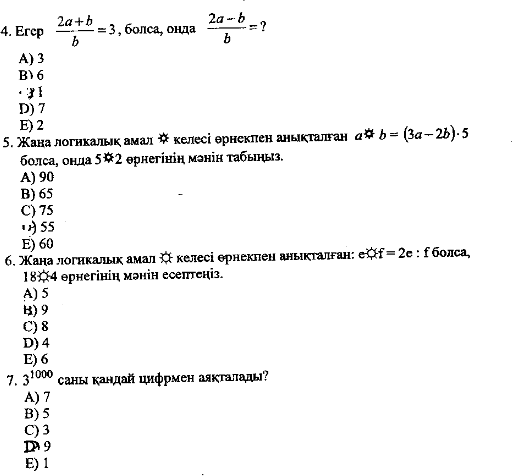 4. Егер (2a+b)/b = 3, болса, онда (2a-b)/b = ?
A) 3
B) 6
1
D) 7
E) 2
5. Жаңа логикалық амал ☼ келесі өрнекпен анықталған a☼ b = (3a-2b)·5
болса, онда 5☼2 өрнегінің мәнін табыңыз.
A) 90
B) 65
C) 75
55
E) 60
6. Жаңа логикалық амал ☼ келесі өрнекпен анықталған: e☼f = 2e : f болса,
18☼4 өрнегінің мәнін есептеңіз.
A) 5
B) 9
C) 8
D) 4
E) 6
7. 3^1000 саны қандай цифрмен аяқталады?
A) 7
B) 5
C) 3
D) 9
E) 1